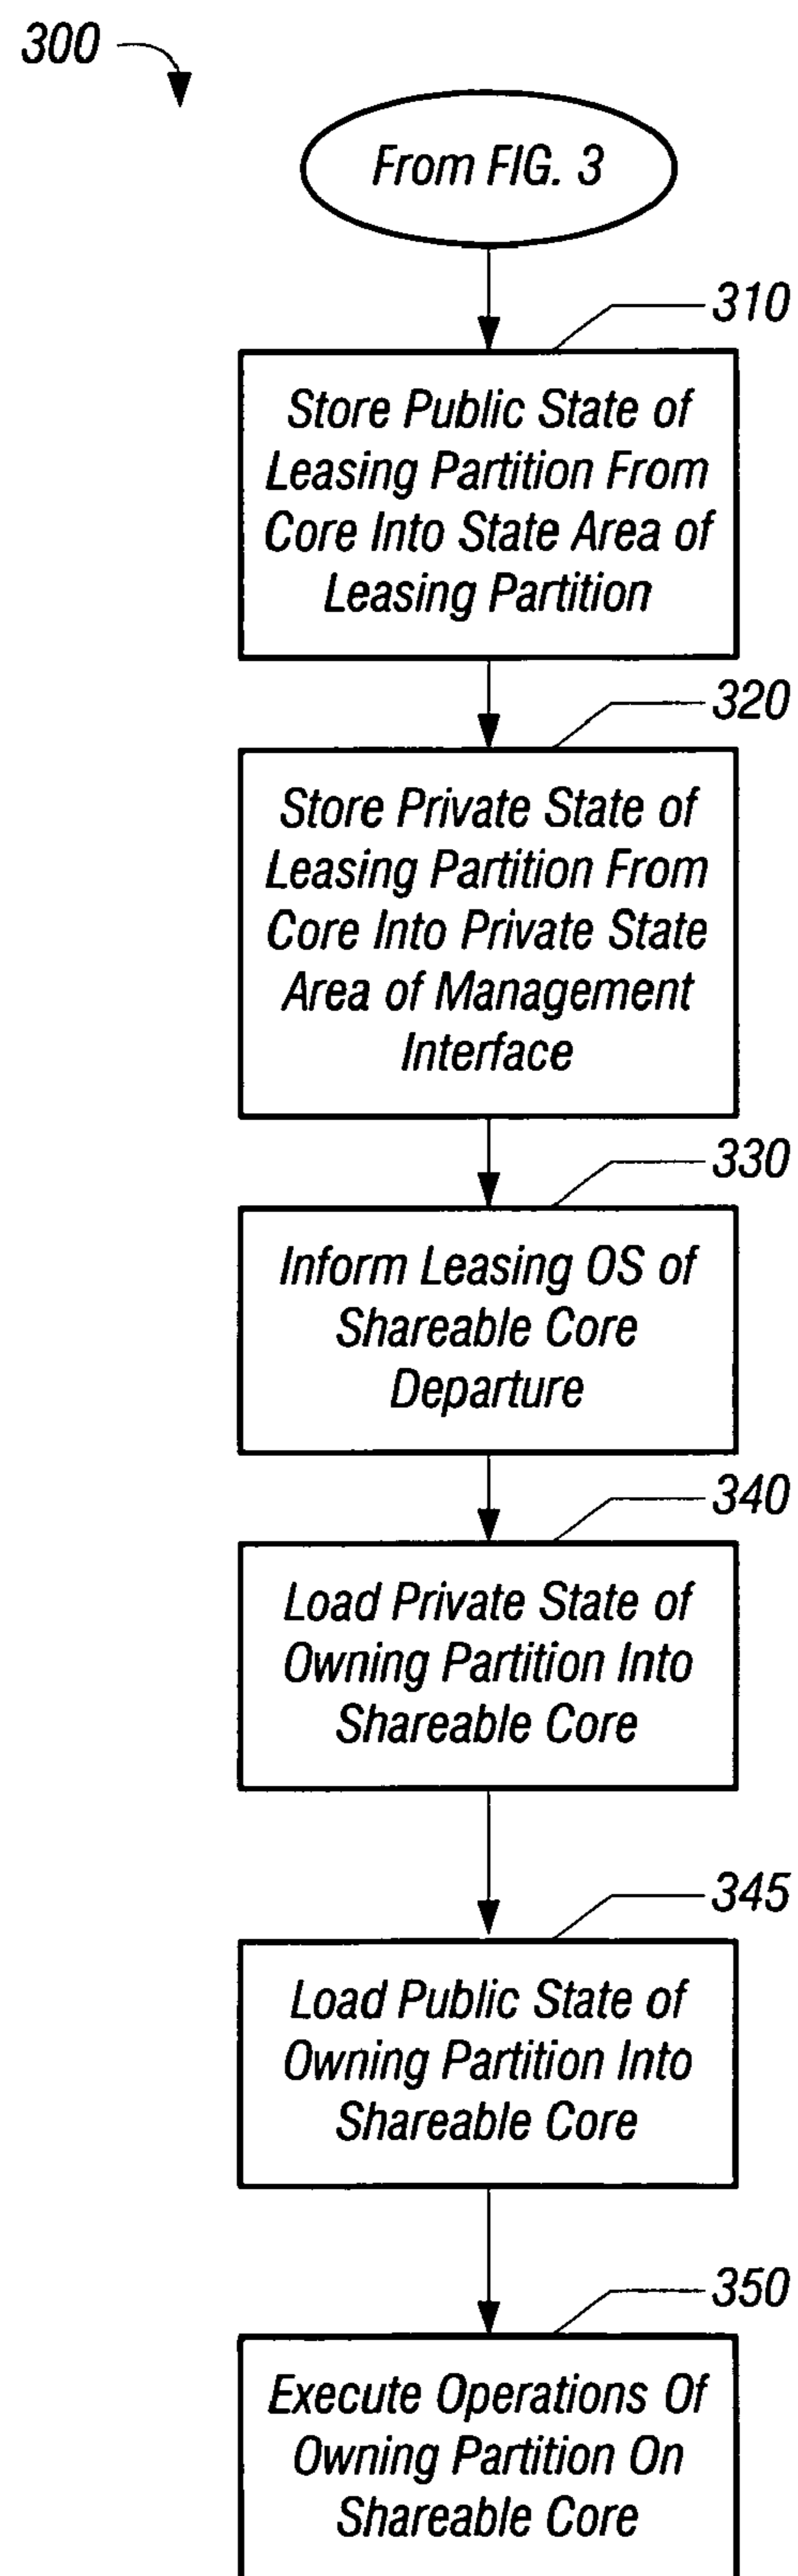 300
From FIG. 3
310
Store Public State of
Leasing Partition From
Core Into State Area of
Leasing Partition
320
Store Private State of
Leasing Partition From
Core Into Private State
Area of Management
Interface
330
Inform Leasing OS of
Shareable Core
Departure
340
Load Private State of
Owning Partition Into
Shareable Core
345
Load Public State of
Owning Partition Into
Shareable Core
350
Execute Operations Of
Owning Partition On
Shareable Core